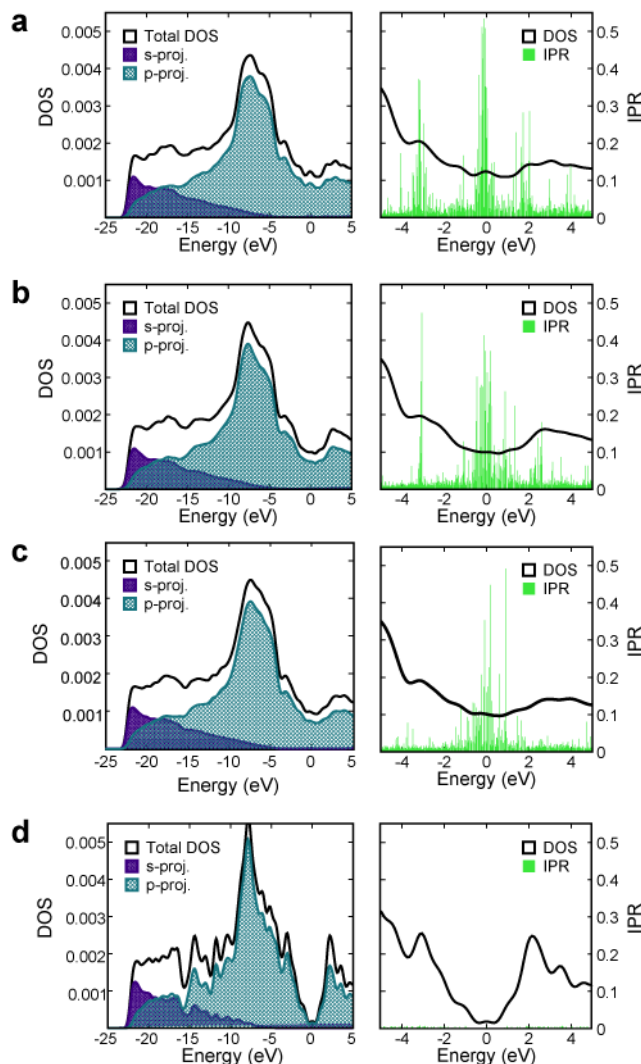 a
0.005
0.004
0.003
0.002
0.001
DOS
Total DOS
s-proj.
p-proj.
-25 -20 -15 -10 -5 0 5
Energy (eV)
DOS
IPR
0.5
0.4
0.3
0.2
0.1
0
IPR
-4 -2 0 2 4
Energy (eV)
b
0.005
0.004
0.003
0.002
0.001
DOS
Total DOS
s-proj.
p-proj.
-25 -20 -15 -10 -5 0 5
Energy (eV)
DOS
IPR
0.5
0.4
0.3
0.2
0.1
0
IPR
-4 -2 0 2 4
Energy (eV)
c
0.005
0.004
0.003
0.002
0.001
DOS
Total DOS
s-proj.
p-proj.
-25 -20 -15 -10 -5 0 5
Energy (eV)
DOS
IPR
0.5
0.4
0.3
0.2
0.1
0
IPR
-4 -2 0 2 4
Energy (eV)
d
0.005
0.004
0.003
0.002
0.001
DOS
Total DOS
s-proj.
p-proj.
-25 -20 -15 -10 -5 0 5
Energy (eV)
DOS
IPR
0.5
0.4
0.3
0.2
0.1
0
IPR
-4 -2 0 2 4
Energy (eV)